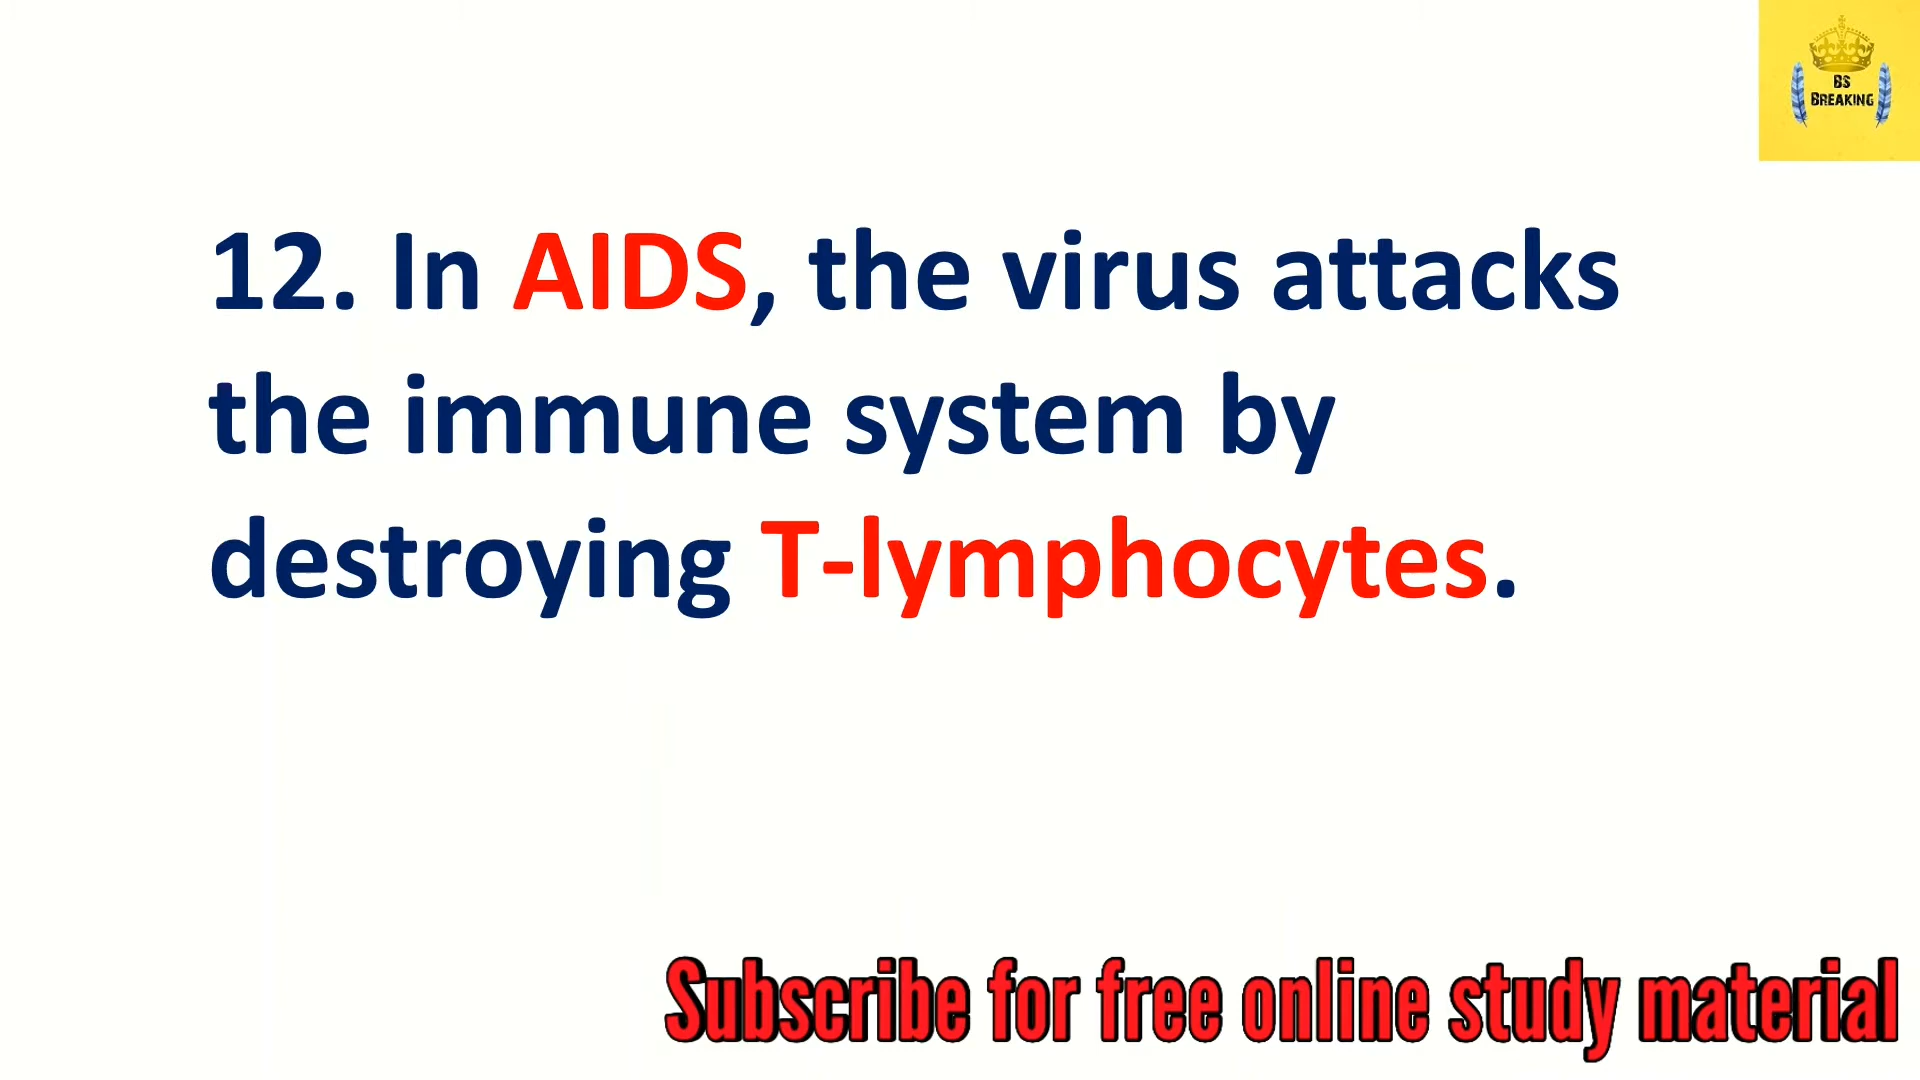 BS
BREAKING
12. In AIDS, the virus attacks
the immune system by
destroying T-lymphocytes.
Subscribe for free online study material